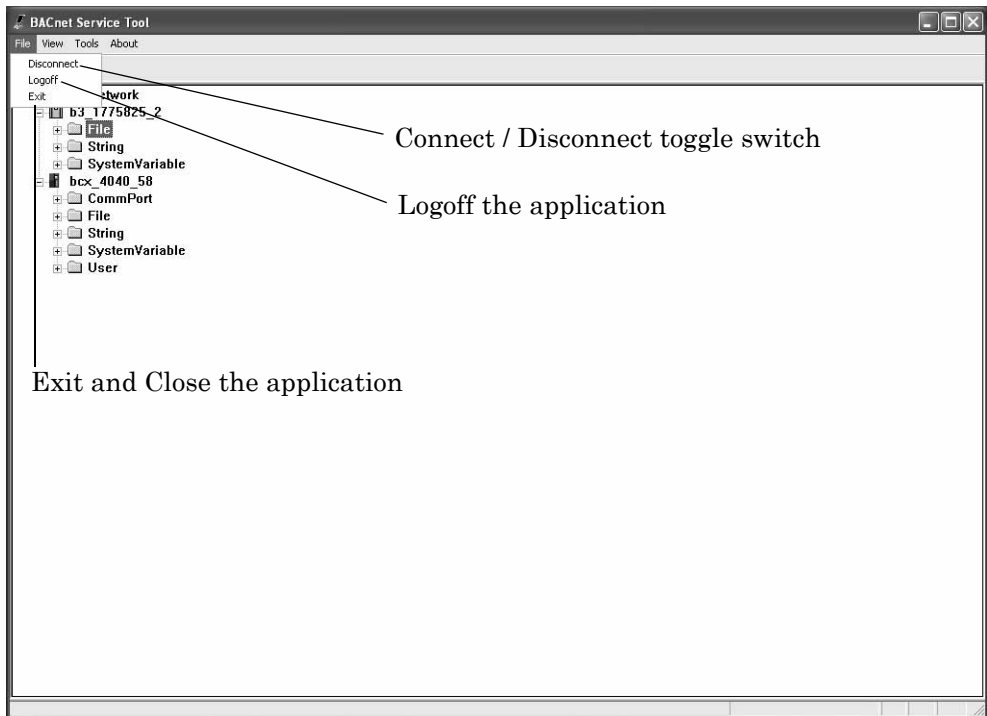 BACnet Service Tool
File View Tools About
Disconnect
Logoff
Exit
b3_1775825_2
File
String
SystemVariable
bcx_4040_58
CommPort
File
String
SystemVariable
User
Connect / Disconnect toggle switch
Logoff the application
Exit and Close the application